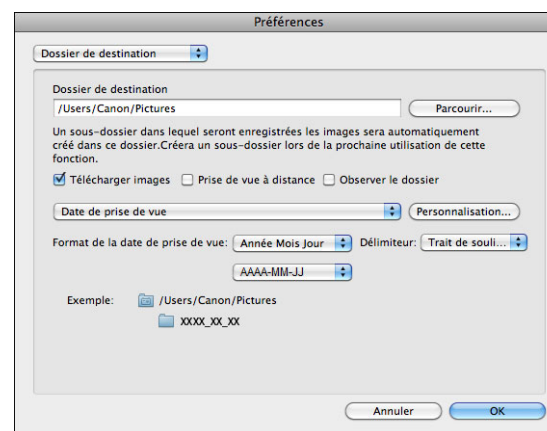 Préférences
Dossier de destination
Dossier de destination
/Users/Canon/Pictures
Parcourir...
Un sous-dossier dans lequel seront enregistrées les images sera automatiquement
créé dans ce dossier.Créera un sous-dossier lors de la prochaine utilisation de cette
fonction.
Télécharger images Prise de vue à distance Observer le dossier
Date de prise de vue Personnalisation...
Format de la date de prise de vue: Année Mois Jour Délimiteur: Trait de souli...
AAAA-MM-JJ
Exemple: /Users/Canon/Pictures
XXXX_XX_XX
Annuler OK